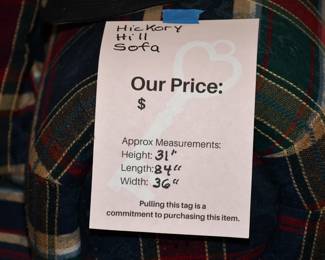 Hickory
Hill
Sofa
Our Price:
$
Approx Measurements:
Height: 31"
Length: 84"
Width: 36"
Pulling this tag is a
commitment to purchasing this item.